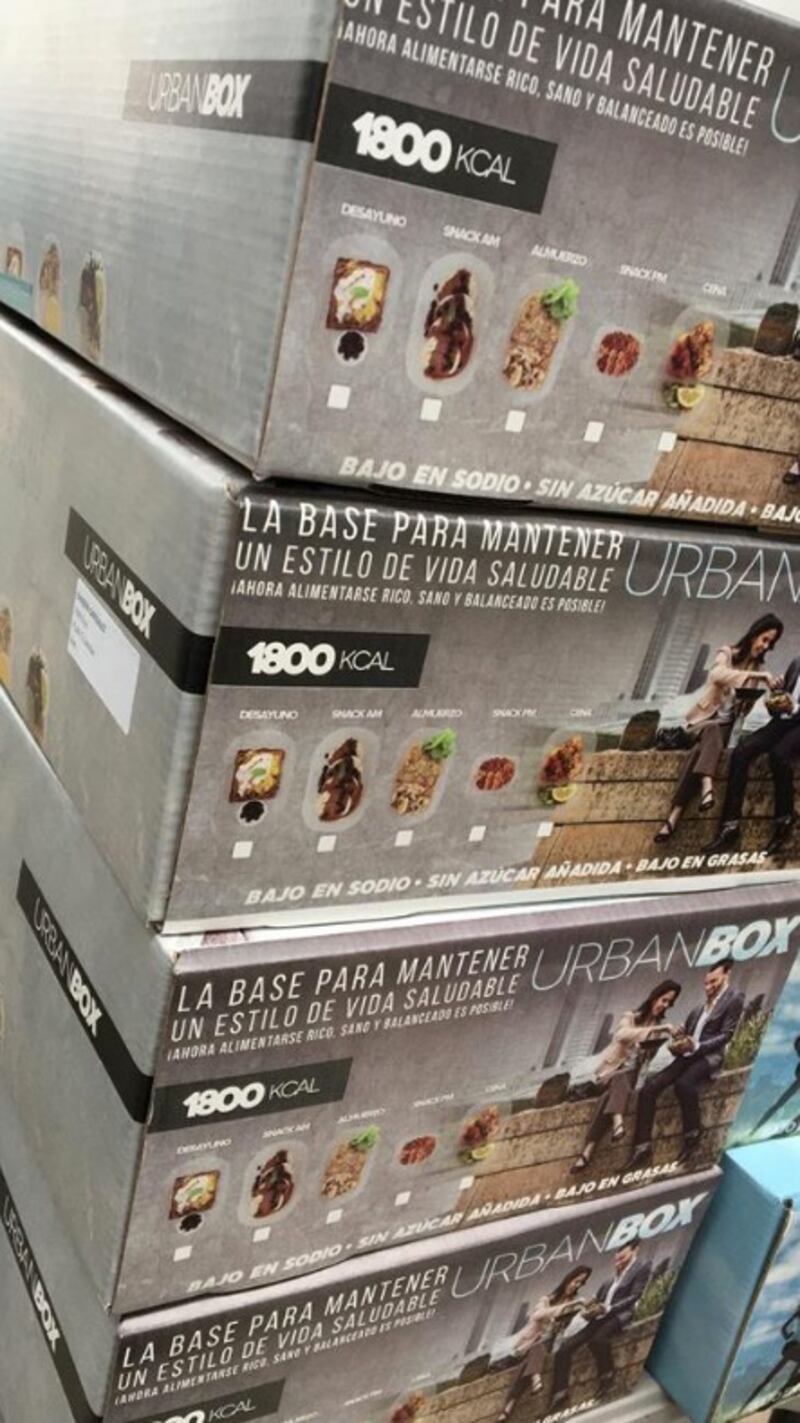 UN ESTILO DE VIDA SALUDABLE
¡AHORA ALIMENTARSE RICO, SANO Y BALANCEADO ES POSIBLE!
URBANBOX
1800 KCAL
DESAYUNO SNACK AM ALMUERZO SNACK PM CENA
BAJO EN SODIO • SIN AZÚCAR AÑADIDA • BAJO
LA BASE PARA MANTENER
UN ESTILO DE VIDA SALUDABLE
¡AHORA ALIMENTARSE RICO, SANO Y BALANCEADO ES POSIBLE!
URBAN
URBANBOX
1800 KCAL
DESAYUNO SNACK AM ALMUERZO SNACK PM CENA
BAJO EN SODIO • SIN AZÚCAR AÑADIDA • BAJO EN GRASAS
LA BASE PARA MANTENER
UN ESTILO DE VIDA SALUDABLE
¡AHORA ALIMENTARSE RICO, SANO Y BALANCEADO ES POSIBLE!
URBANBOX
URBANBOX
1800 KCAL
DESAYUNO SNACK AM ALMUERZO SNACK PM CENA
BAJO EN SODIO • SIN AZÚCAR AÑADIDA • BAJO EN GRASAS
LA BASE PARA MANTENER
UN ESTILO DE VIDA SALUDABLE
¡AHORA ALIMENTARSE RICO, SANO Y BALANCEADO ES POSIBLE!
URBANBOX
URBANBOX
KCAL